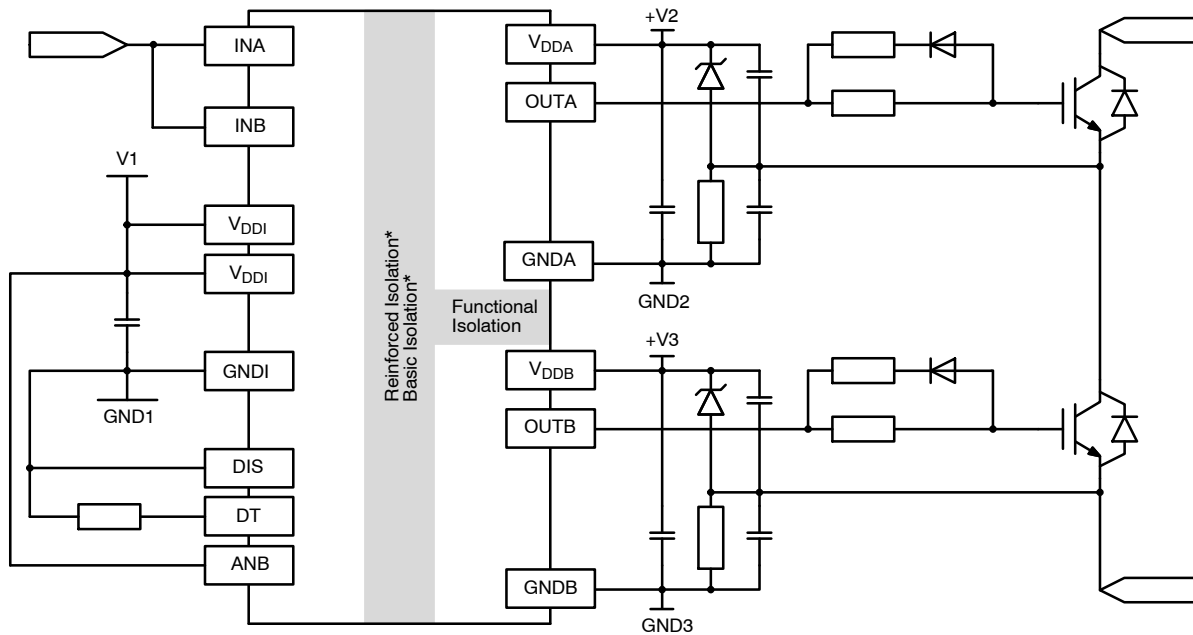 INA
INB
V1
VDDI
VDDI
GNDI
GND1
DIS
DT
ANB
Reinforced Isolation*
Basic Isolation*
Functional
Isolation
VDDA
OUTA
GNDA
VDDB
OUTB
GNDB
+V2
GND2
+V3
GND3